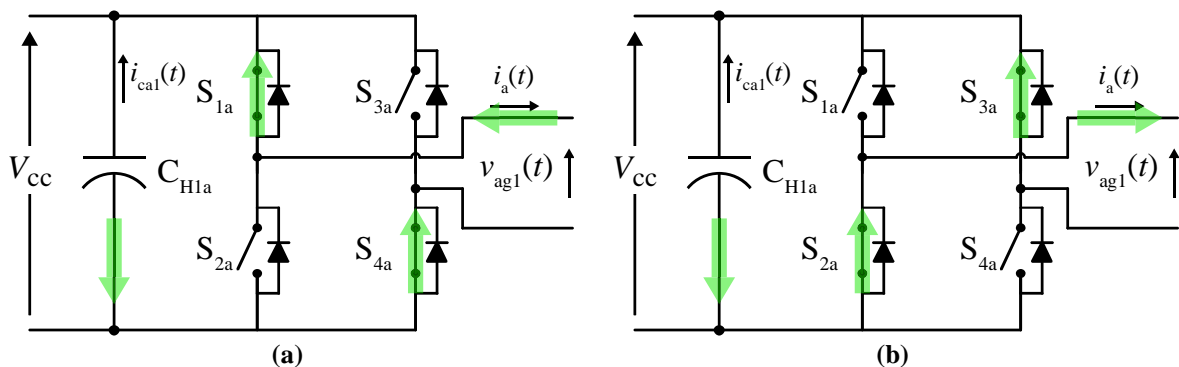 i_ca1(t)
S_1a
S_3a
i_a(t)
V_cc
C_H1a
v_ag1(t)
S_2a
S_4a
(a)
i_ca1(t)
S_1a
S_3a
i_a(t)
V_cc
C_H1a
v_ag1(t)
S_2a
S_4a
(b)